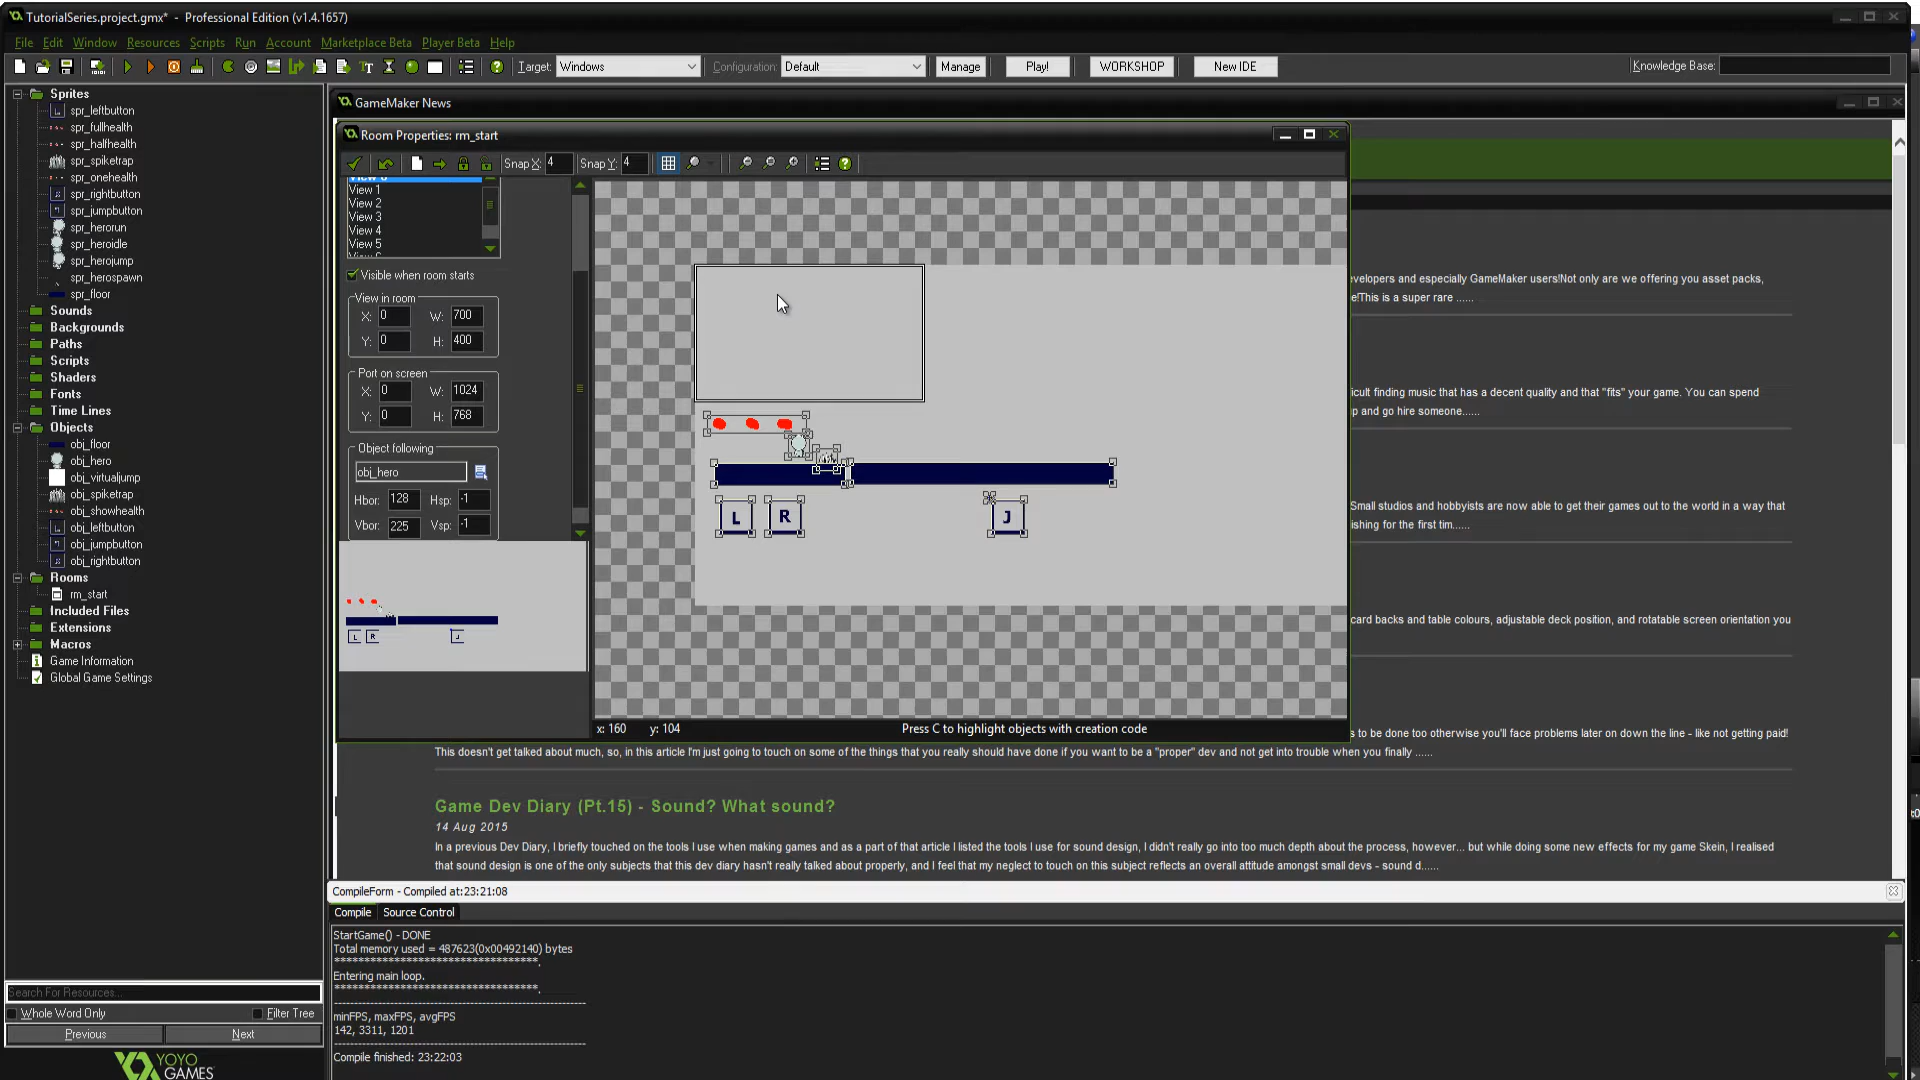 TutorialSeries.project.gmx* - Professional Edition (v1.4.1657)
File Edit Window Resources Scripts Run Account Marketplace Beta Player Beta Help
Target: Windows Configuration: Default Manage Play! WORKSHOP New IDE Knowledge Base:
Sprites
spr_leftbutton
spr_fullhealth
spr_halfhealth
spr_spiketrap
spr_onehealth
spr_rightbutton
spr_jumpbutton
spr_herorun
spr_heroidle
spr_herojump
spr_herospawn
spr_floor
Sounds
Backgrounds
Paths
Scripts
Shaders
Fonts
Time Lines
Objects
obj_floor
obj_hero
obj_virtualjump
obj_spiketrap
obj_showhealth
obj_leftbutton
obj_jumpbutton
obj_rightbutton
Rooms
rm_start
Included Files
Extensions
Macros
Game Information
Global Game Settings
Search For Resources...
Whole Word Only Filter Tree
Previous Next
YOYO
GAMES
GameMaker News
Room Properties: rm_start
Snap X: 4 Snap Y: 4
View 1
View 2
View 3
View 4
View 5
Visible when room starts
View in room
X: 0 W: 700
Y: 0 H: 400
Port on screen
X: 0 W: 1024
Y: 0 H: 768
Object following
obj_hero
Hbor: 128 Hsp: -1
Vbor: 225 Vsp: -1
L R J
L R J
x: 160 y: 104 Press C to highlight objects with creation code
evelopers and especially GameMaker users!Not only are we offering you asset packs,
e!This is a super rare ......
ficult finding music that has a decent quality and that "fits" your game. You can spend
p and go hire someone......
Small studios and hobbyists are now able to get their games out to the world in a way that
ishing for the first tim......
card backs and table colours, adjustable deck position, and rotatable screen orientation you
s to be done too otherwise you'll face problems later on down the line - like not getting paid!
This doesn't get talked about much, so, in this article I'm just going to touch on some of the things that you really should have done if you want to be a "proper" dev and not get into trouble when you finally ......
Game Dev Diary (Pt.15) - Sound? What sound?
14 Aug 2015
In a previous Dev Diary, I briefly touched on the tools I use when making games and as a part of that article I listed the tools I use for sound design, I didn't really go into too much depth about the process, however... but while doing some new effects for my game Skein, I realised
that sound design is one of the only subjects that this dev diary hasn't really talked about properly, and I feel that my neglect to touch on this subject reflects an overall attitude amongst small devs - sound d......
CompileForm - Compiled at:23:21:08
Compile Source Control
StartGame() - DONE
Total memory used = 487623(0x00492140) bytes
**********************************.
Entering main loop.
**********************************.
minFPS, maxFPS, avgFPS
142, 3311, 1201
Compile finished: 23:22:03